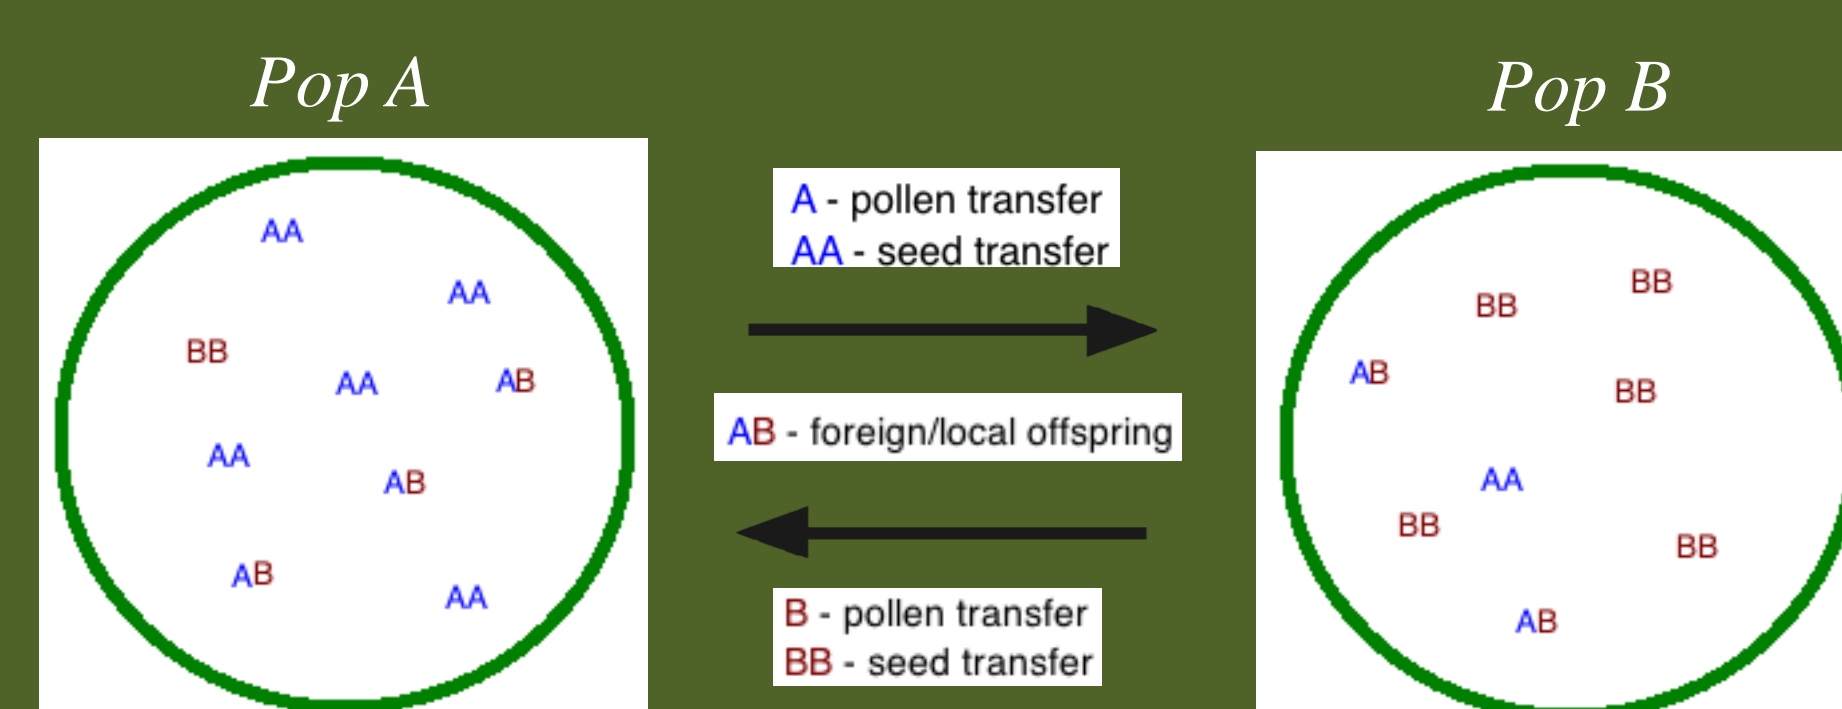 Pop A
AA
AA
BB
AA
AB
AA
AB
AB
AA
A - pollen transfer
AA - seed transfer
AB - foreign/local offspring
B - pollen transfer
BB - seed transfer
Pop B
BB
BB
AB
BB
AA
BB
BB
AB